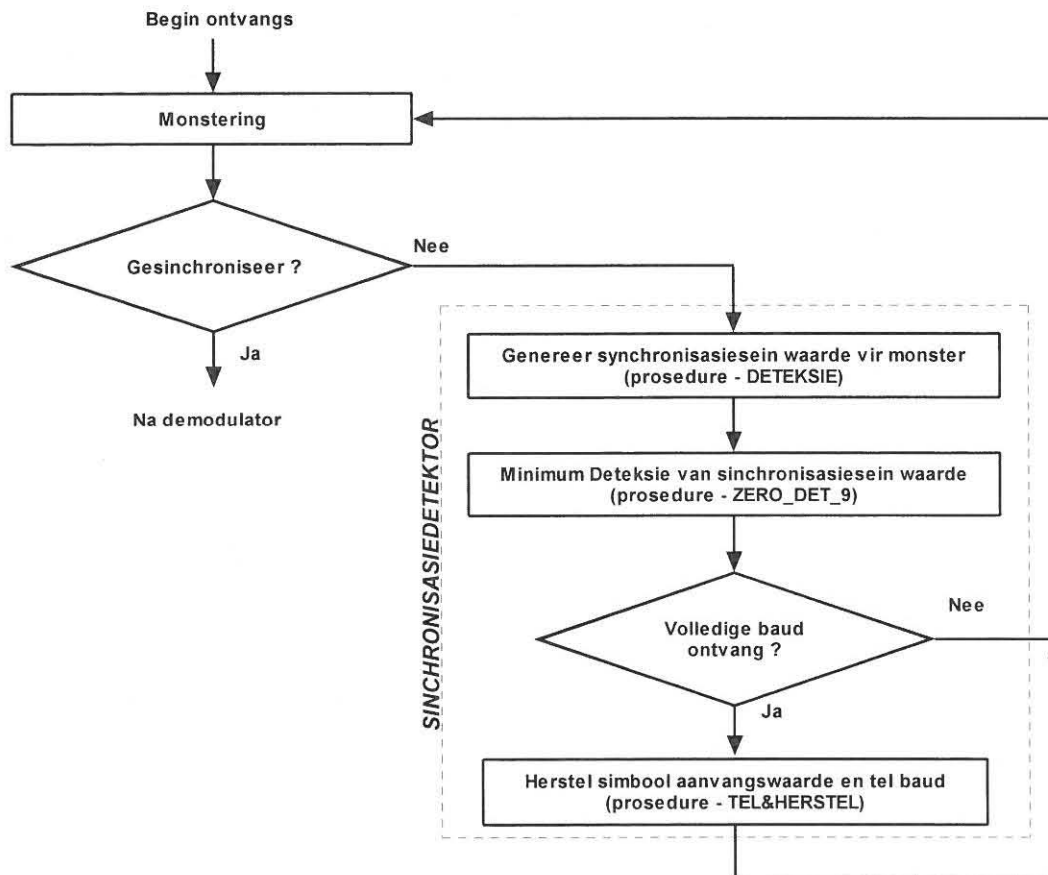 Begin ontvangs
Monstering
Gesinchroniseer ?
Nee
Ja
Na demodulator
SINCHRONISASIEDETEKTOR
Genereer synchronisasiesein waarde vir monster
(prosedure - DETEKSIE)
Minimum Deteksie van sinchronisasiesein waarde
(prosedure - ZERO_DET_9)
Volledige baud
ontvang ?
Nee
Ja
Herstel simbool aanvangswaarde en tel baud
(prosedure - TEL&HERSTEL)